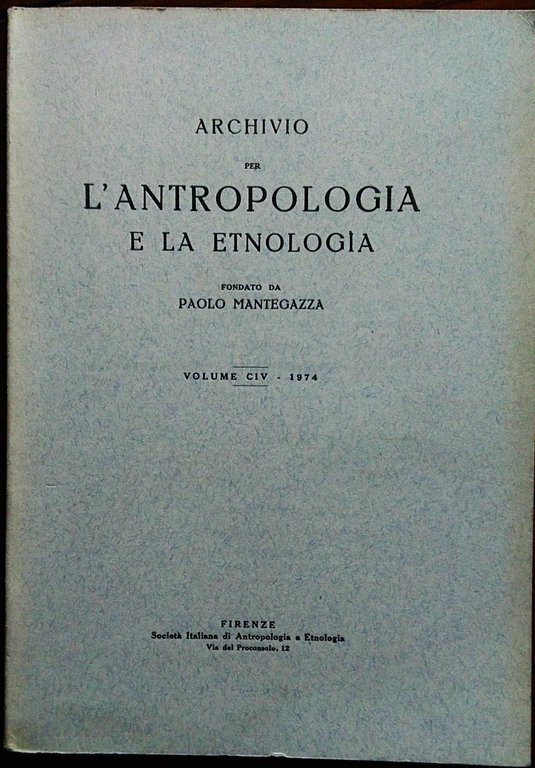 ARCHIVIO
PER
L'ANTROPOLOGIA
E LA ETNOLOGIA
FONDATO DA
PAOLO MANTEGAZZA
VOLUME CIV - 1974
FIRENZE
Società Italiana di Antropologia e Etnologia
Via del Proconsolo, 12